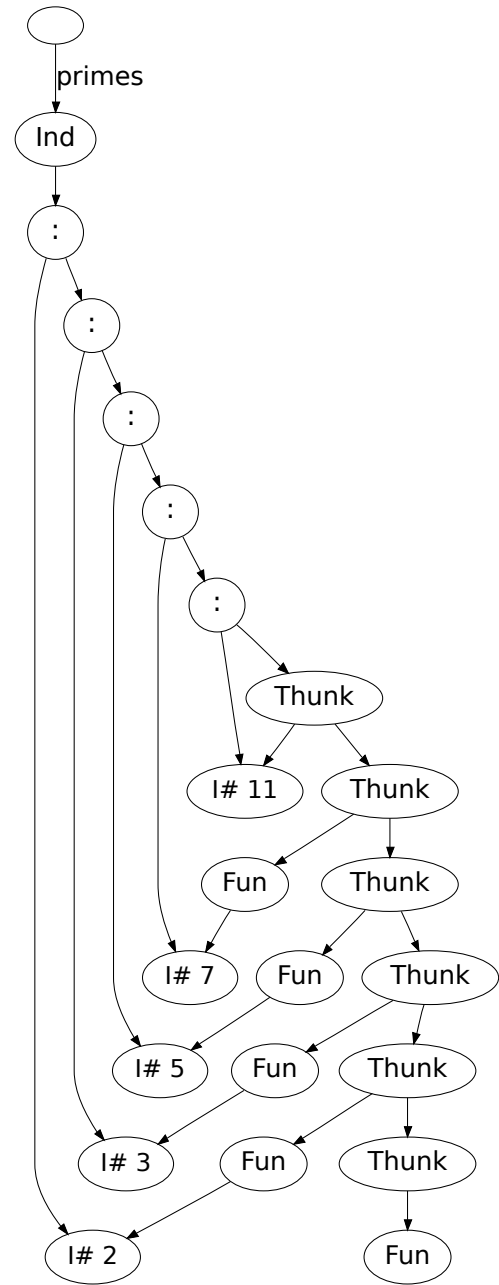 primes
Ind
:
:
:
:
:
Thunk
I# 11 Thunk
Fun Thunk
I# 7 Fun Thunk
I# 5 Fun Thunk
I# 3 Fun Thunk
I# 2 Fun